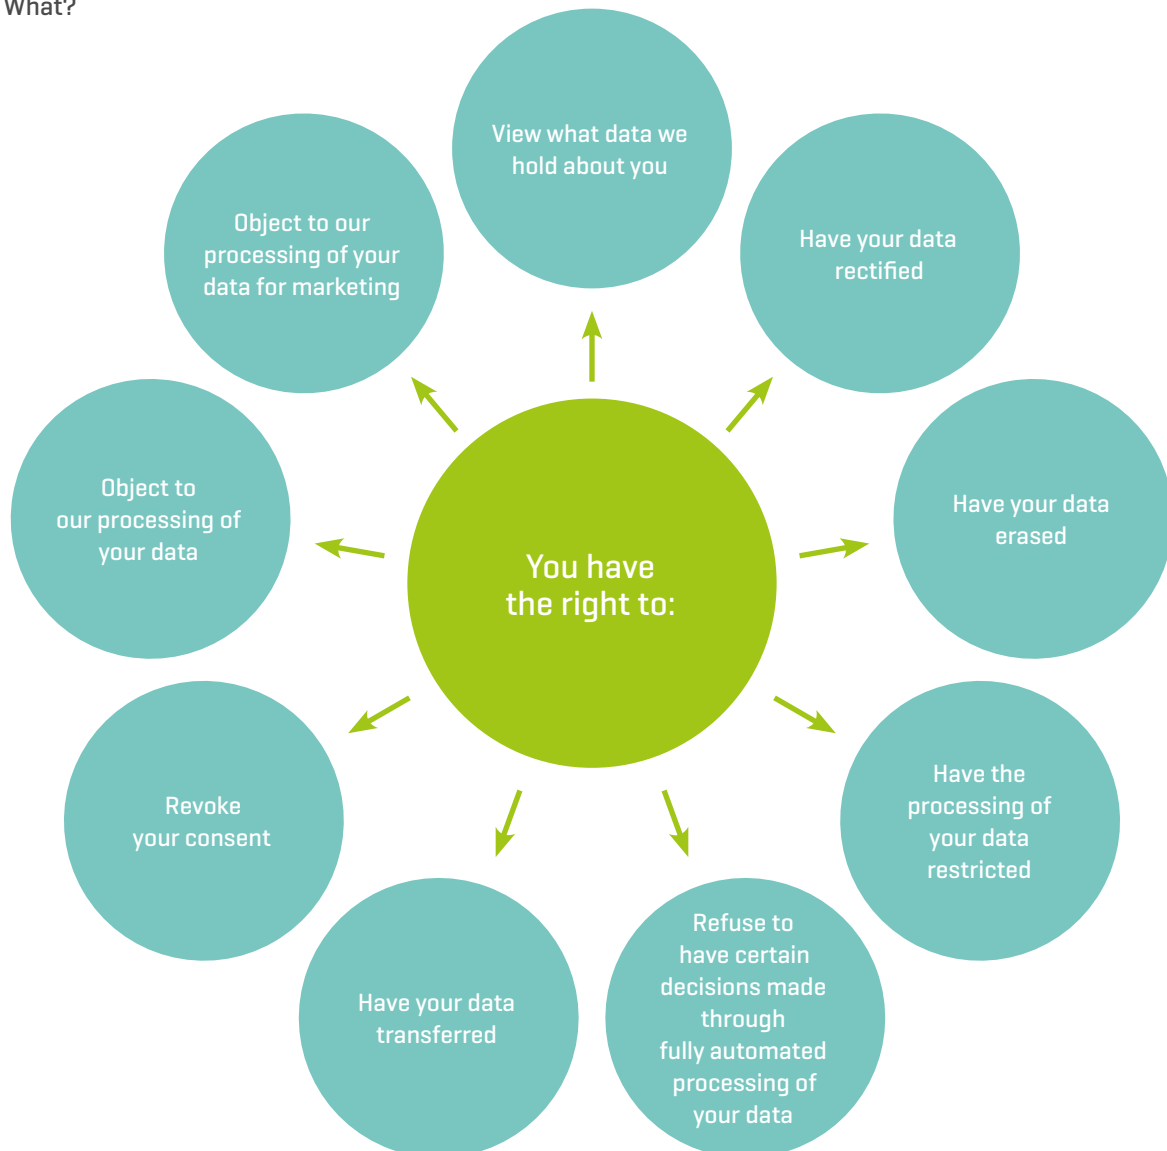 What?
View what data we
hold about you
Have your data
rectified
Have your data
erased
Have the
processing of
your data
restricted
Refuse to
have certain
decisions made
through
fully automated
processing of
your data
Have your data
transferred
Revoke
your consent
Object to
our processing of
your data
Object to our
processing of your
data for marketing
You have
the right to: